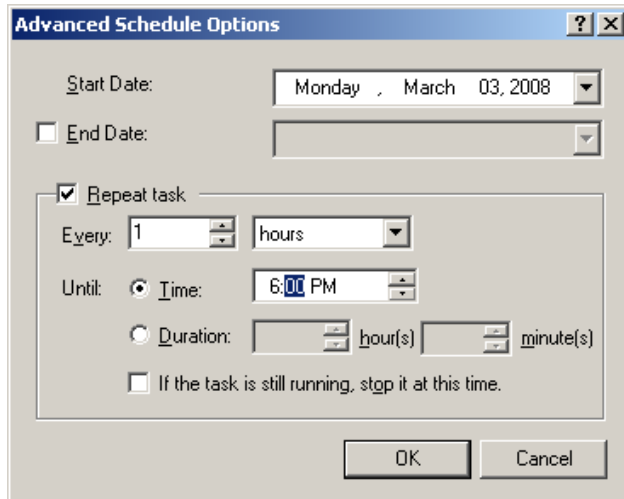 Advanced Schedule Options
Start Date: Monday , March 03, 2008
End Date:
Repeat task
Every: 1 hours
Until: Time: 6:00 PM
Duration: hour(s) minute(s)
If the task is still running, stop it at this time.
OK Cancel